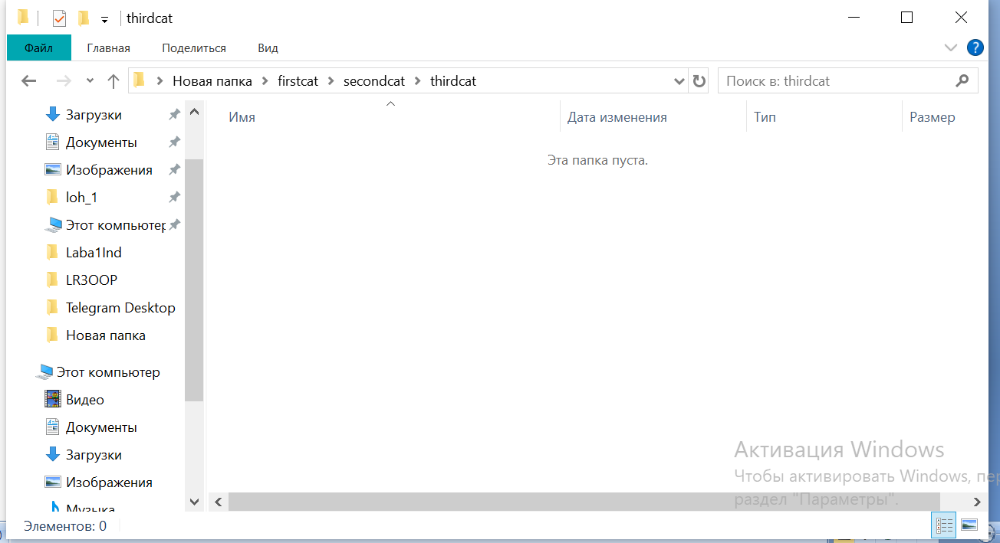 thirdcat
Файл Главная Поделиться Вид
Новая папка firstcat secondcat thirdcat Поиск в: thirdcat
Имя Дата изменения Тип Размер
Эта папка пуста.
Загрузки
Документы
Изображения
loh_1
Этот компьютер
Laba1Ind
LR3OOP
Telegram Desktop
Новая папка
Этот компьютер
Видео
Документы
Загрузки
Изображения
Музыка
Активация Windows
Чтобы активировать Windows, пер
раздел "Параметры".
Элементов: 0